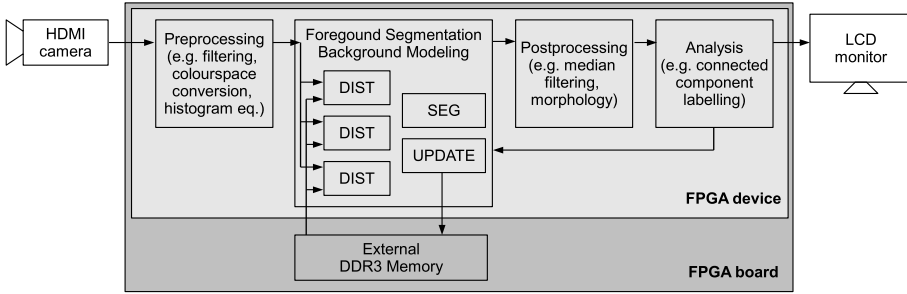 HDMI
camera
Preprocessing
(e.g. filtering,
colourspace
conversion,
histogram eq.)
Foregound Segmentation
Background Modeling
DIST
DIST
DIST
SEG
UPDATE
Postprocessing
(e.g. median
filtering,
morphology)
Analysis
(e.g. connected
component
labelling)
LCD
monitor
FPGA device
External
DDR3 Memory
FPGA board